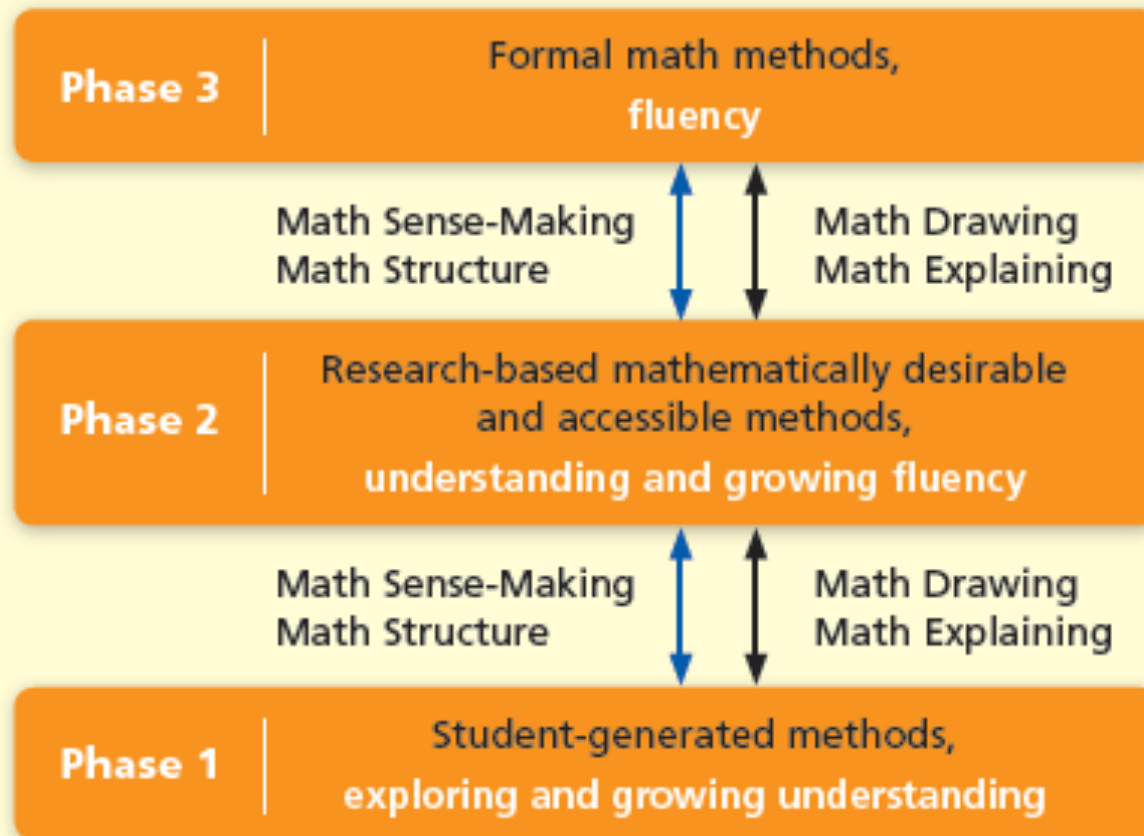 Phase 3
Formal math methods,
fluency
Math Sense-Making
Math Structure
Math Drawing
Math Explaining
Phase 2
Research-based mathematically desirable
and accessible methods,
understanding and growing fluency
Math Sense-Making
Math Structure
Math Drawing
Math Explaining
Phase 1
Student-generated methods,
exploring and growing understanding